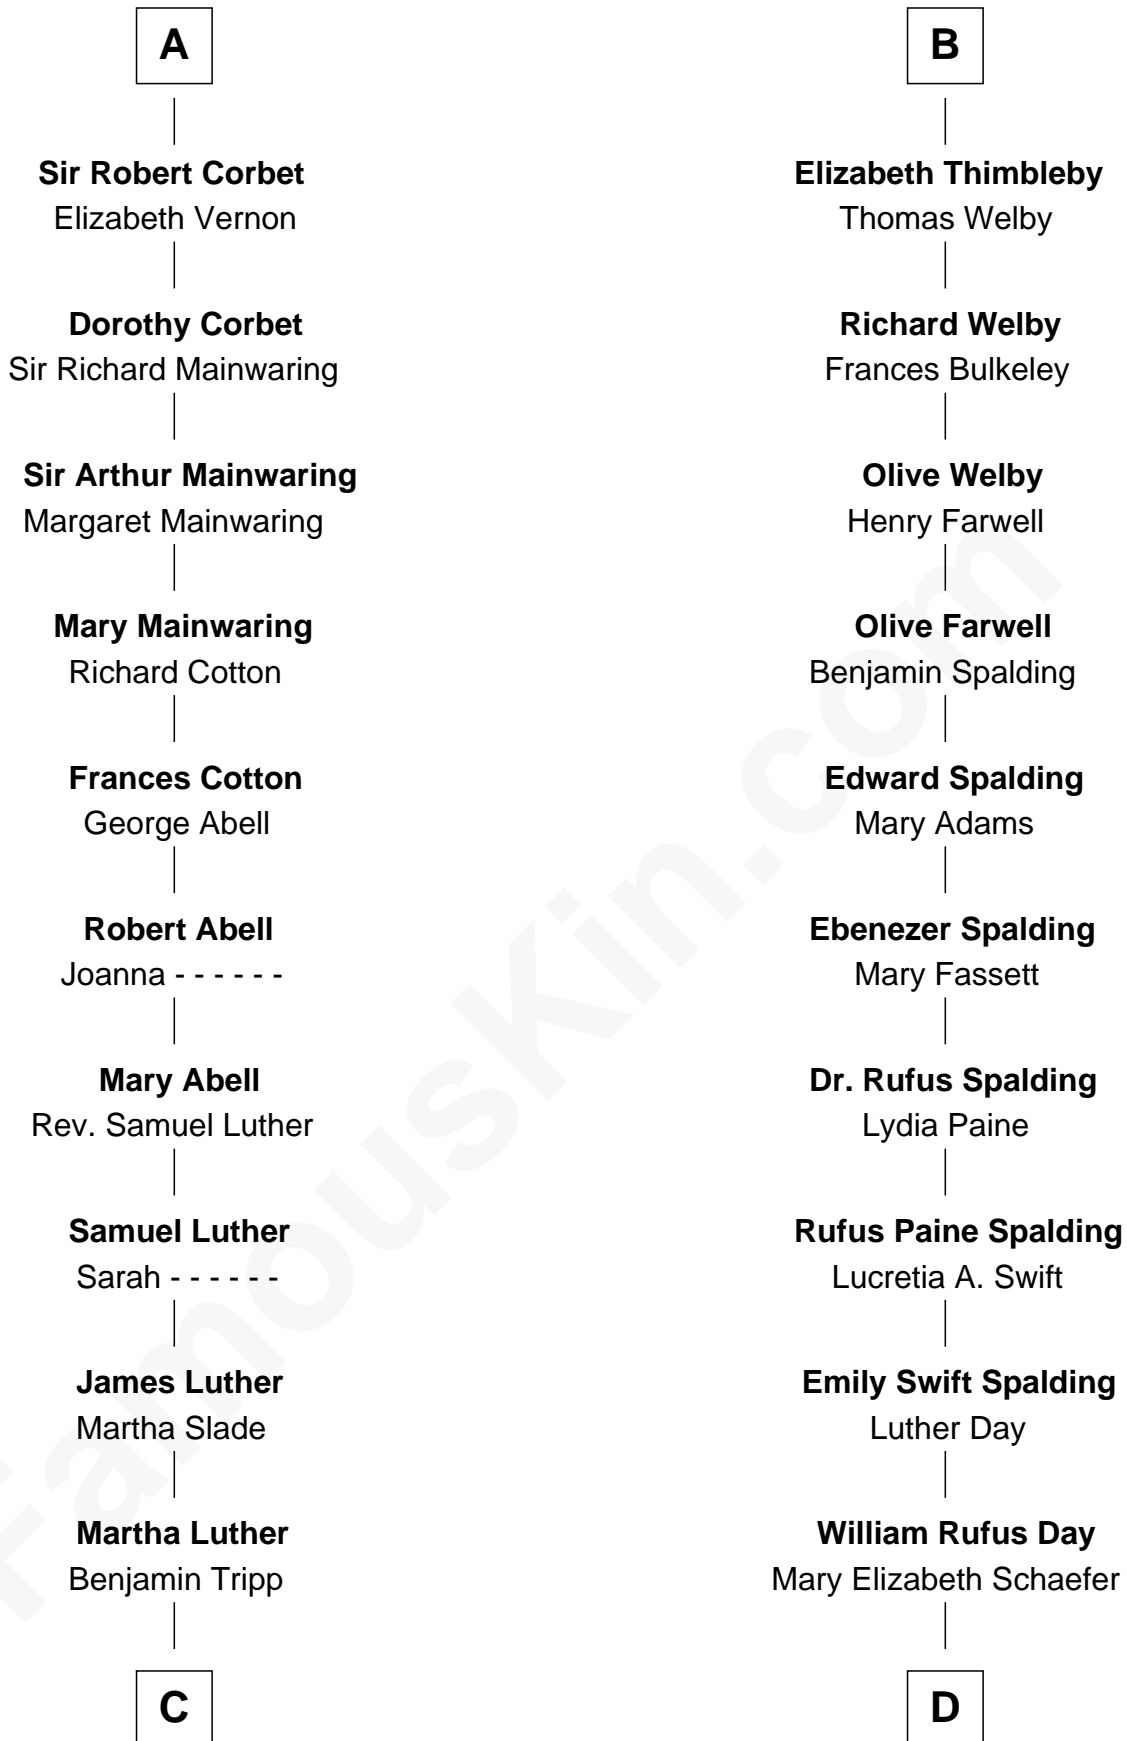 A
Sir Robert Corbet
Elizabeth Vernon
Dorothy Corbet
Sir Richard Mainwaring
Sir Arthur Mainwaring
Margaret Mainwaring
Mary Mainwaring
Richard Cotton
Frances Cotton
George Abell
Robert Abell
Joanna - - - - - -
Mary Abell
Rev. Samuel Luther
Samuel Luther
Sarah - - - - - -
James Luther
Martha Slade
Martha Luther
Benjamin Tripp
C
B
Elizabeth Thimbleby
Thomas Welby
Richard Welby
Frances Bulkeley
Olive Welby
Henry Farwell
Olive Farwell
Benjamin Spalding
Edward Spalding
Mary Adams
Ebenezer Spalding
Mary Fassett
Dr. Rufus Spalding
Lydia Paine
Rufus Paine Spalding
Lucretia A. Swift
Emily Swift Spalding
Luther Day
William Rufus Day
Mary Elizabeth Schaefer
D
FamousKin.com